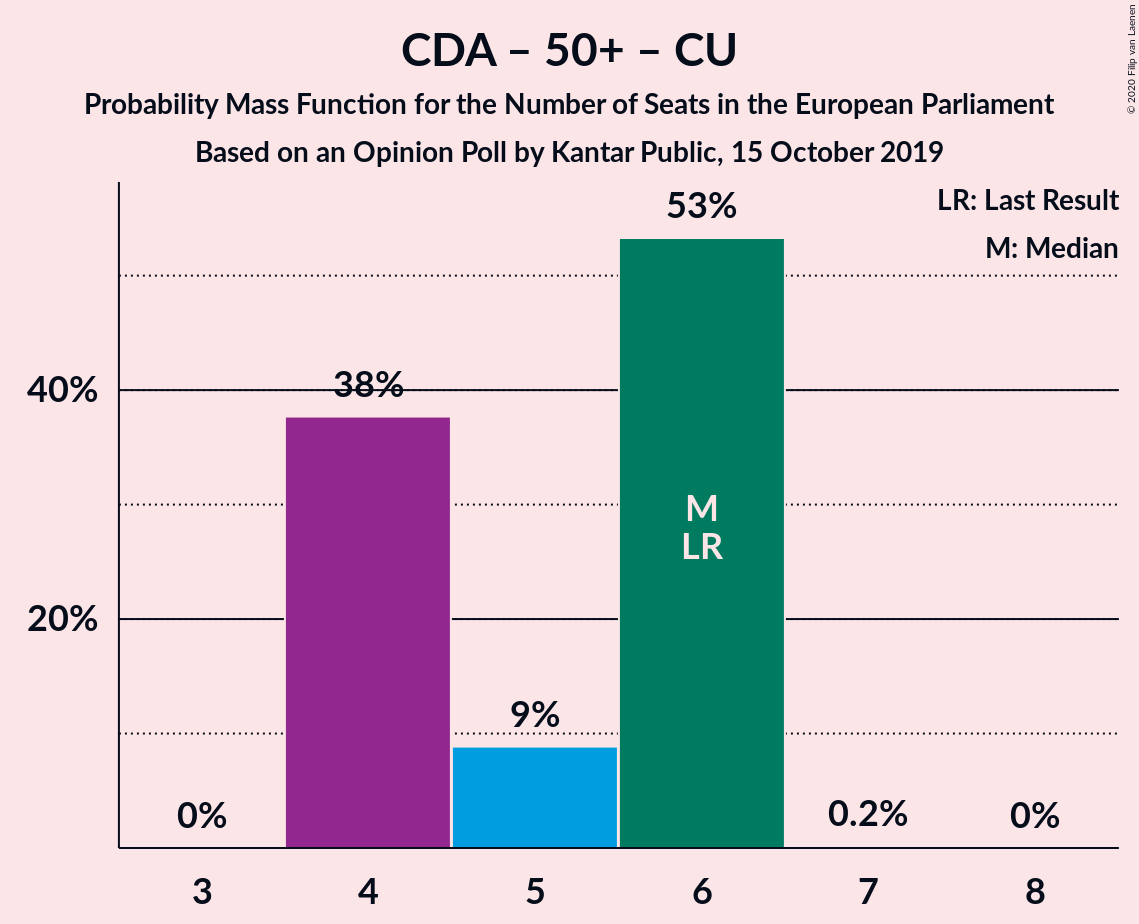 CDA – 50+ – CU
Probability Mass Function for the Number of Seats in the European Parliament
Based on an Opinion Poll by Kantar Public, 15 October 2019
© 2020 Filip van Laenen
LR: Last Result
M: Median
53%
40%
38%
M
LR
20%
9%
0%
0.2%
0%
3 4 5 6 7 8